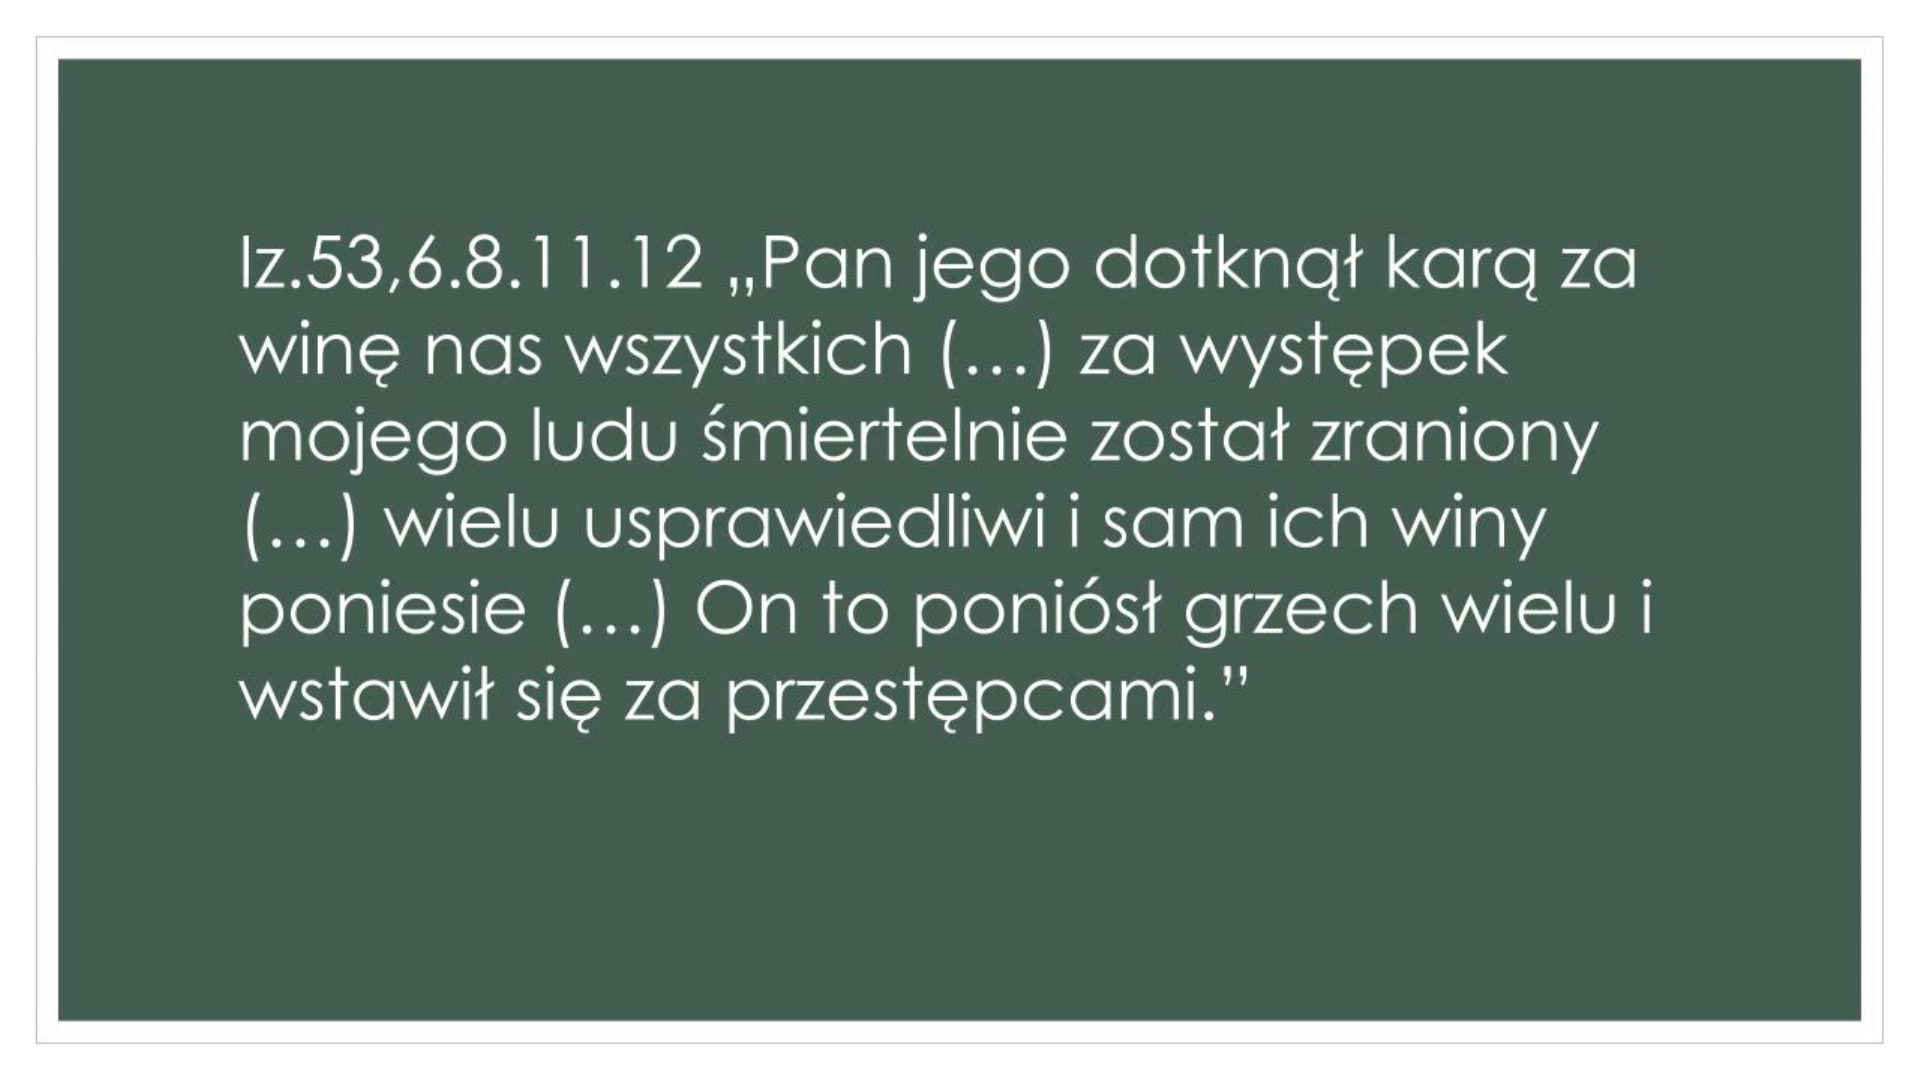 Iz.53,6.8.11.12 „Pan jego dotknął karą za
winę nas wszystkich (…) za występek
mojego ludu śmiertelnie został zraniony
(…) wielu usprawiedliwi i sam ich winy
poniesie (…) On to poniósł grzech wielu i
wstawił się za przestępcami.”